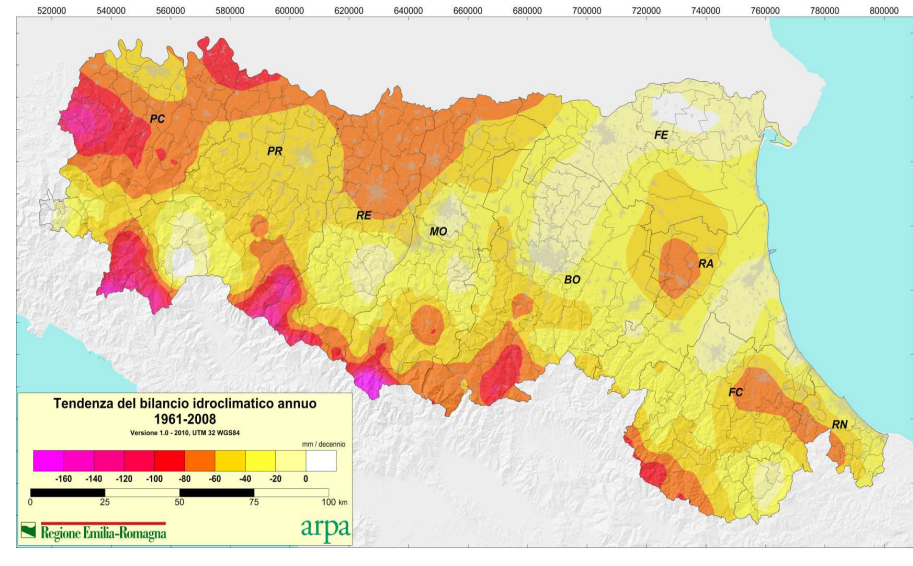 520000 540000 560000 580000 600000 620000 640000 660000 680000 700000 720000 740000 760000 780000 800000
PC
FE
PR
RE
MO
RA
BO
FC
RN
Tendenza del bilancio idroclimatico annuo
1961-2008
Versione 1.0 - 2010, UTM 32 WGS84
mm / decennio
-160 -140 -120 -100 -80 -60 -40 -20 0
0 25 50 75 100 km
Regione Emilia-Romagna
arpa